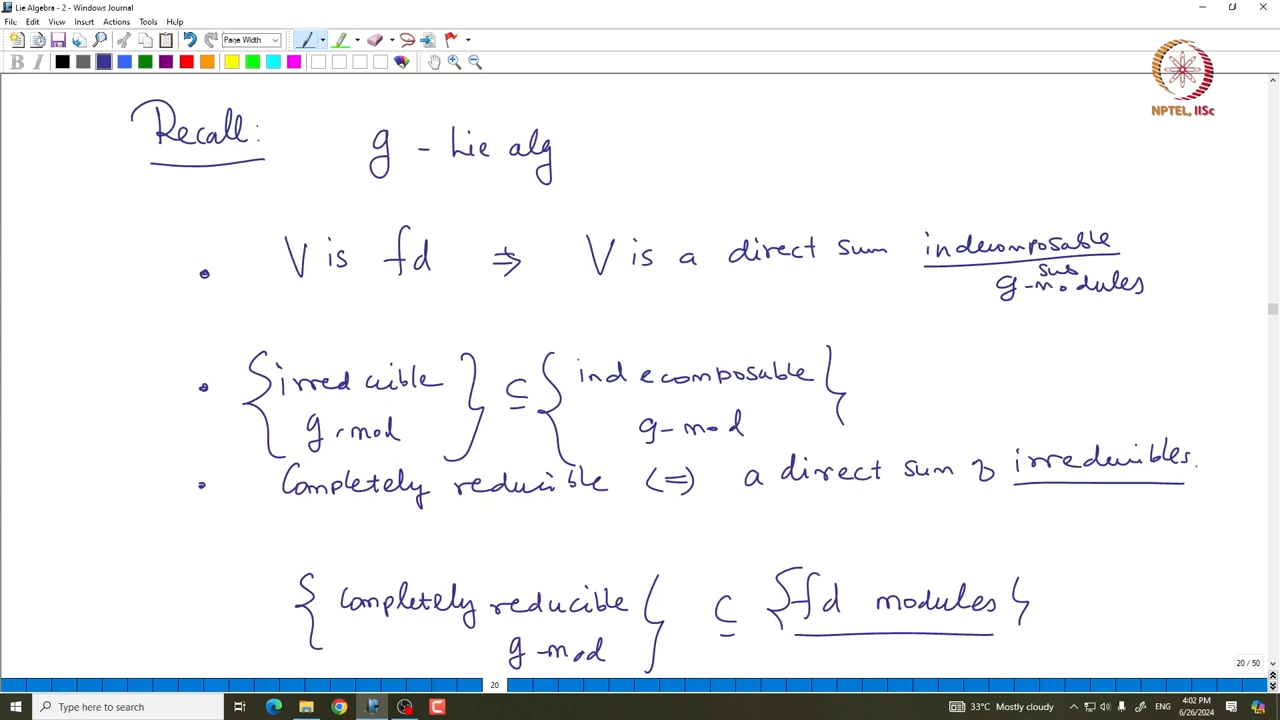 Lie Algebra - 2 - Windows Journal
File Edit View Insert Actions Tools Help
Page Width
B I
NPTEL, IISc
Recall: g - Lie alg
• V is fd ⇒ V is a direct sum indecomposable
g-submodules
• {irreducible g-mod} ⊆ {indecomposable g-mod}
• Completely reducible (⇔) a direct sum of irreducibles.
{completely reducible g-mod} ⊆ {fd modules}
20 / 50
20
Type here to search
33°C Mostly cloudy
ENG
4:02 PM
6/26/2024